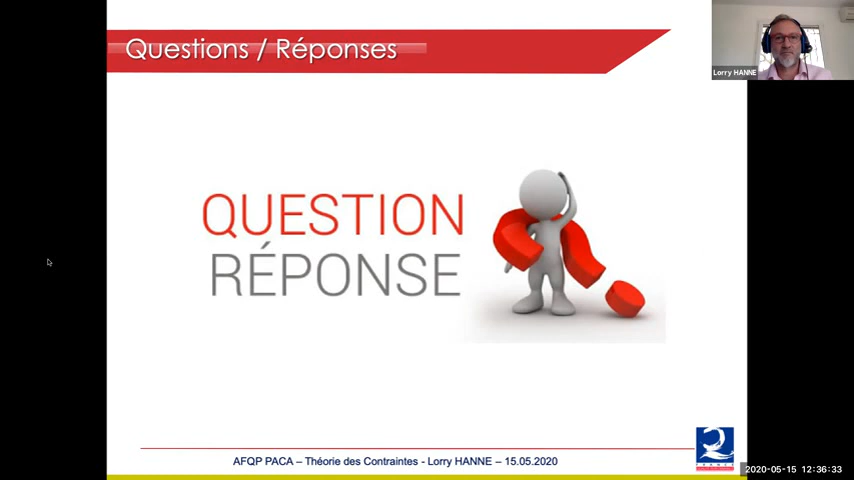 Questions / Réponses
Lorry HANNE
QUESTION
RÉPONSE
FRANCE
AFQP PACA – Théorie des Contraintes - Lorry HANNE – 15.05.2020
2020-05-15 12:36:33